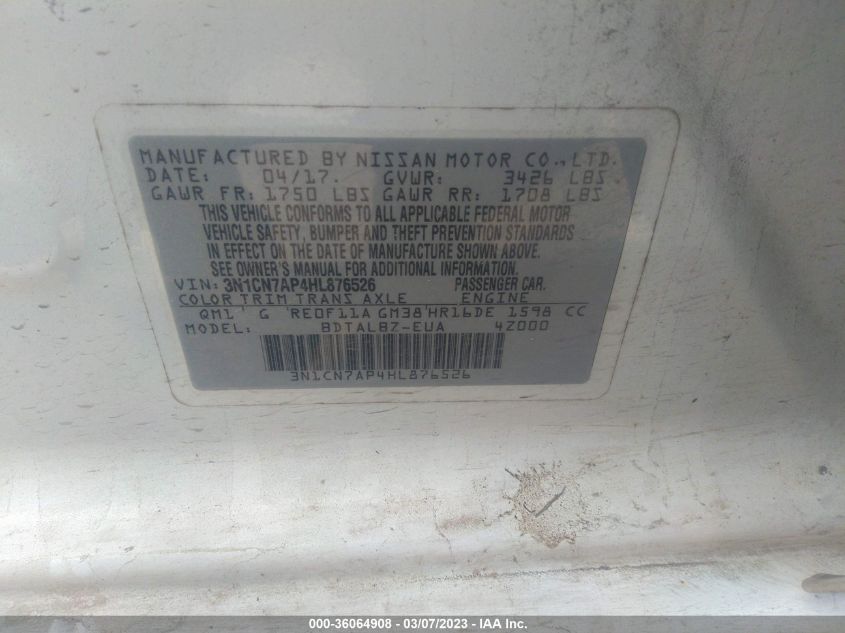 MANUFACTURED BY NISSAN MOTOR CO., LTD.
DATE: 04/17. GVWR: 3426 LBS
GAWR FR: 1750 LBS GAWR RR: 1708 LBS
THIS VEHICLE CONFORMS TO ALL APPLICABLE FEDERAL MOTOR
VEHICLE SAFETY, BUMPER AND THEFT PREVENTION STANDARDS
IN EFFECT ON THE DATE OF MANUFACTURE SHOWN ABOVE.
SEE OWNER'S MANUAL FOR ADDITIONAL INFORMATION.
VIN: 3N1CN7AP4HL876526 PASSENGER CAR.
COLOR TRIM TRANS AXLE ENGINE
QM1 ' G 'RE0F11A GM38'HR16DE 1598 CC
MODEL: BDTALBZ-EUA 4Z000
3N1CN7AP4HL876526
000-36064908 - 03/07/2023 - IAA Inc.